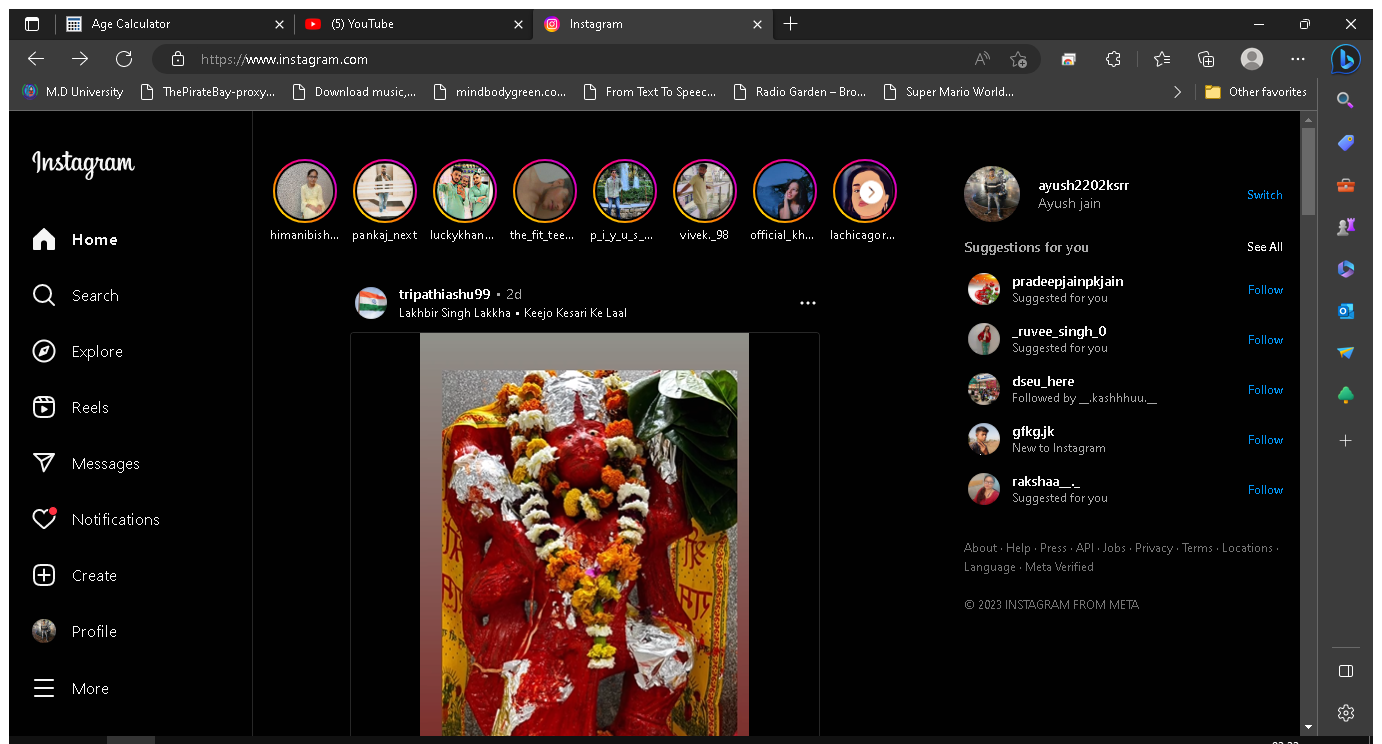 Age Calculator
(5) YouTube
Instagram
https://www.instagram.com
M.D University
ThePirateBay-proxy...
Download music,...
mindbodygreen.co...
From Text To Speec...
Radio Garden – Bro...
Super Mario World...
Other favorites
Instagram
Home
Search
Explore
Reels
Messages
Notifications
Create
Profile
More
himanibish...
pankaj_next
luckykhan...
the_fit_tee...
p_i_y_u_s_...
vivek._98
official_kh...
lachicagor...
tripathiashu99 • 2d
Lakhbir Singh Lakkha • Keejo Kesari Ke Laal
ayush2202ksrr
Ayush jain
Switch
Suggestions for you
See All
pradeepjainpkjain
Suggested for you
Follow
_ruvee_singh_0
Suggested for you
Follow
dseu_here
Followed by __.kashhhuu.__
Follow
gfkg.jk
New to Instagram
Follow
rakshaa__._
Suggested for you
Follow
About · Help · Press · API · Jobs · Privacy · Terms · Locations ·
Language · Meta Verified
© 2023 INSTAGRAM FROM META